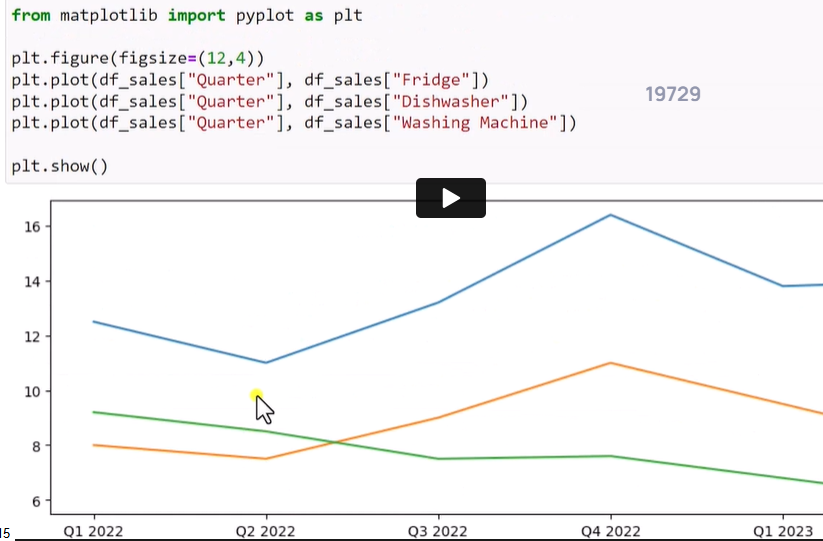 from matplotlib import pyplot as plt
plt.figure(figsize=(12,4))
plt.plot(df_sales["Quarter"], df_sales["Fridge"])
plt.plot(df_sales["Quarter"], df_sales["Dishwasher"])
19729
plt.plot(df_sales["Quarter"], df_sales["Washing Machine"])
plt.show()
16
14
12
10
8
6
15
Q1 2022 Q2 2022 Q3 2022 Q4 2022 Q1 2023